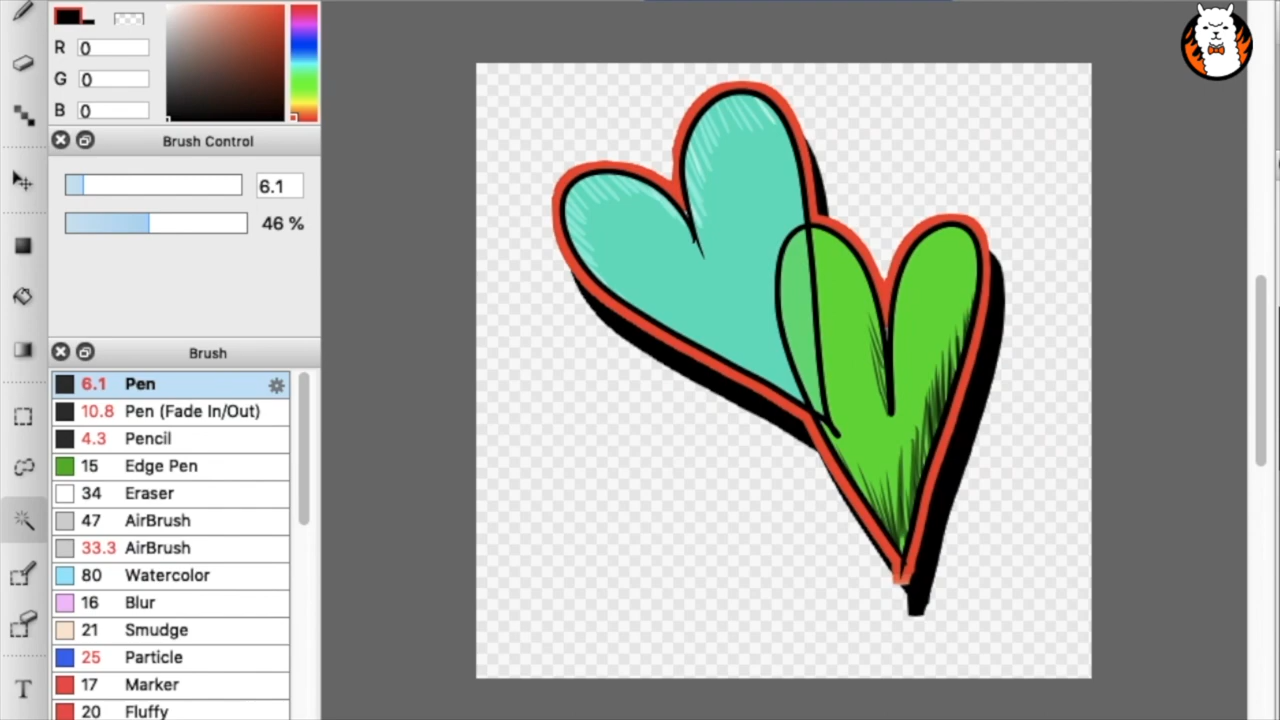 R 0
G 0
B 0
Brush Control
6.1
46 %
Brush
6.1 Pen
10.8 Pen (Fade In/Out)
4.3 Pencil
15 Edge Pen
34 Eraser
47 AirBrush
33.3 AirBrush
80 Watercolor
16 Blur
21 Smudge
25 Particle
17 Marker
20 Fluffy
T